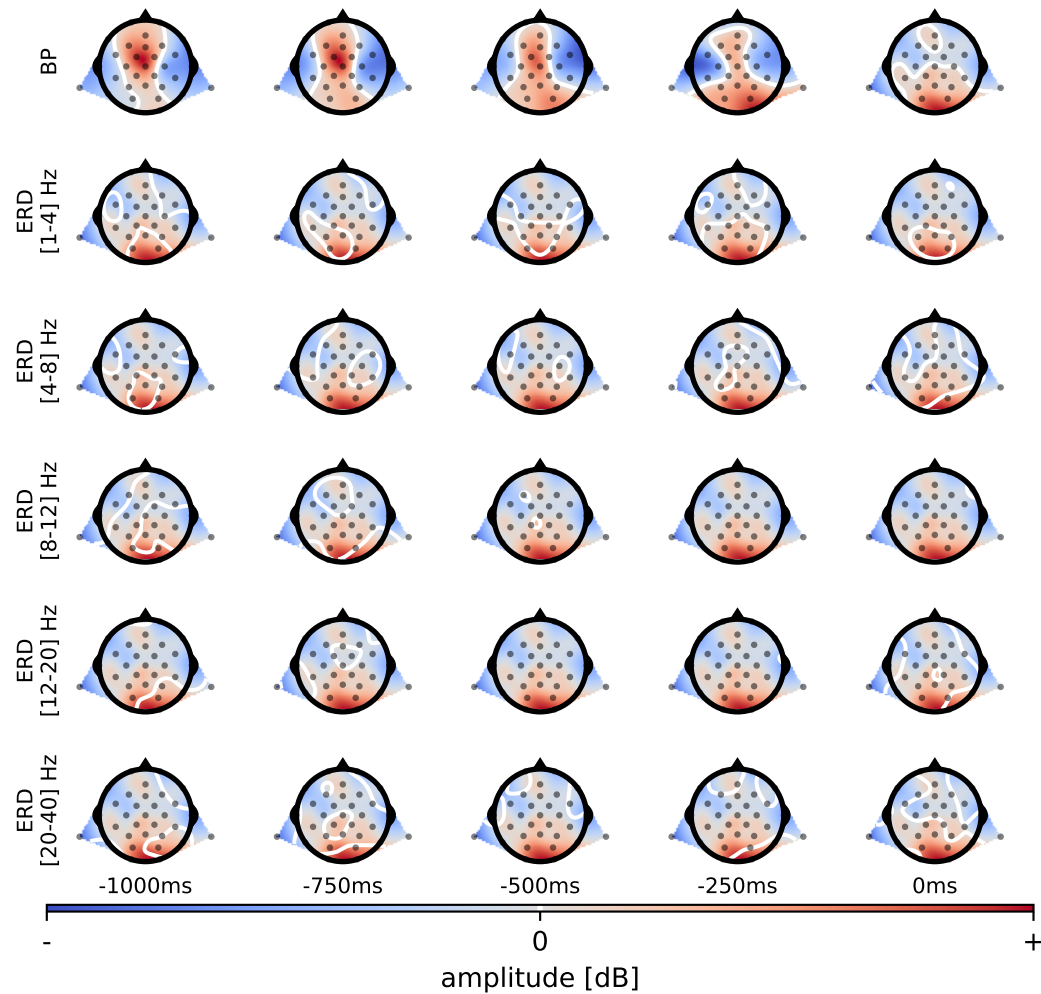 BP
ERD
[1-4] Hz
ERD
[4-8] Hz
ERD
[8-12] Hz
ERD
[12-20] Hz
ERD
[20-40] Hz
-1000ms -750ms -500ms -250ms 0ms
- 0 +
amplitude [dB]